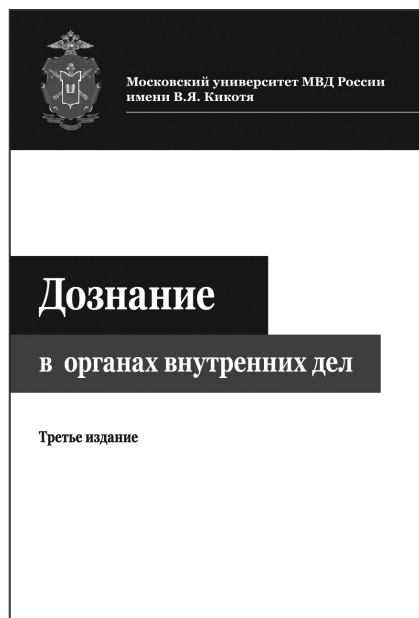 Московский университет МВД России
имени В.Я. Кикотя
Дознание
в органах внутренних дел
Третье издание